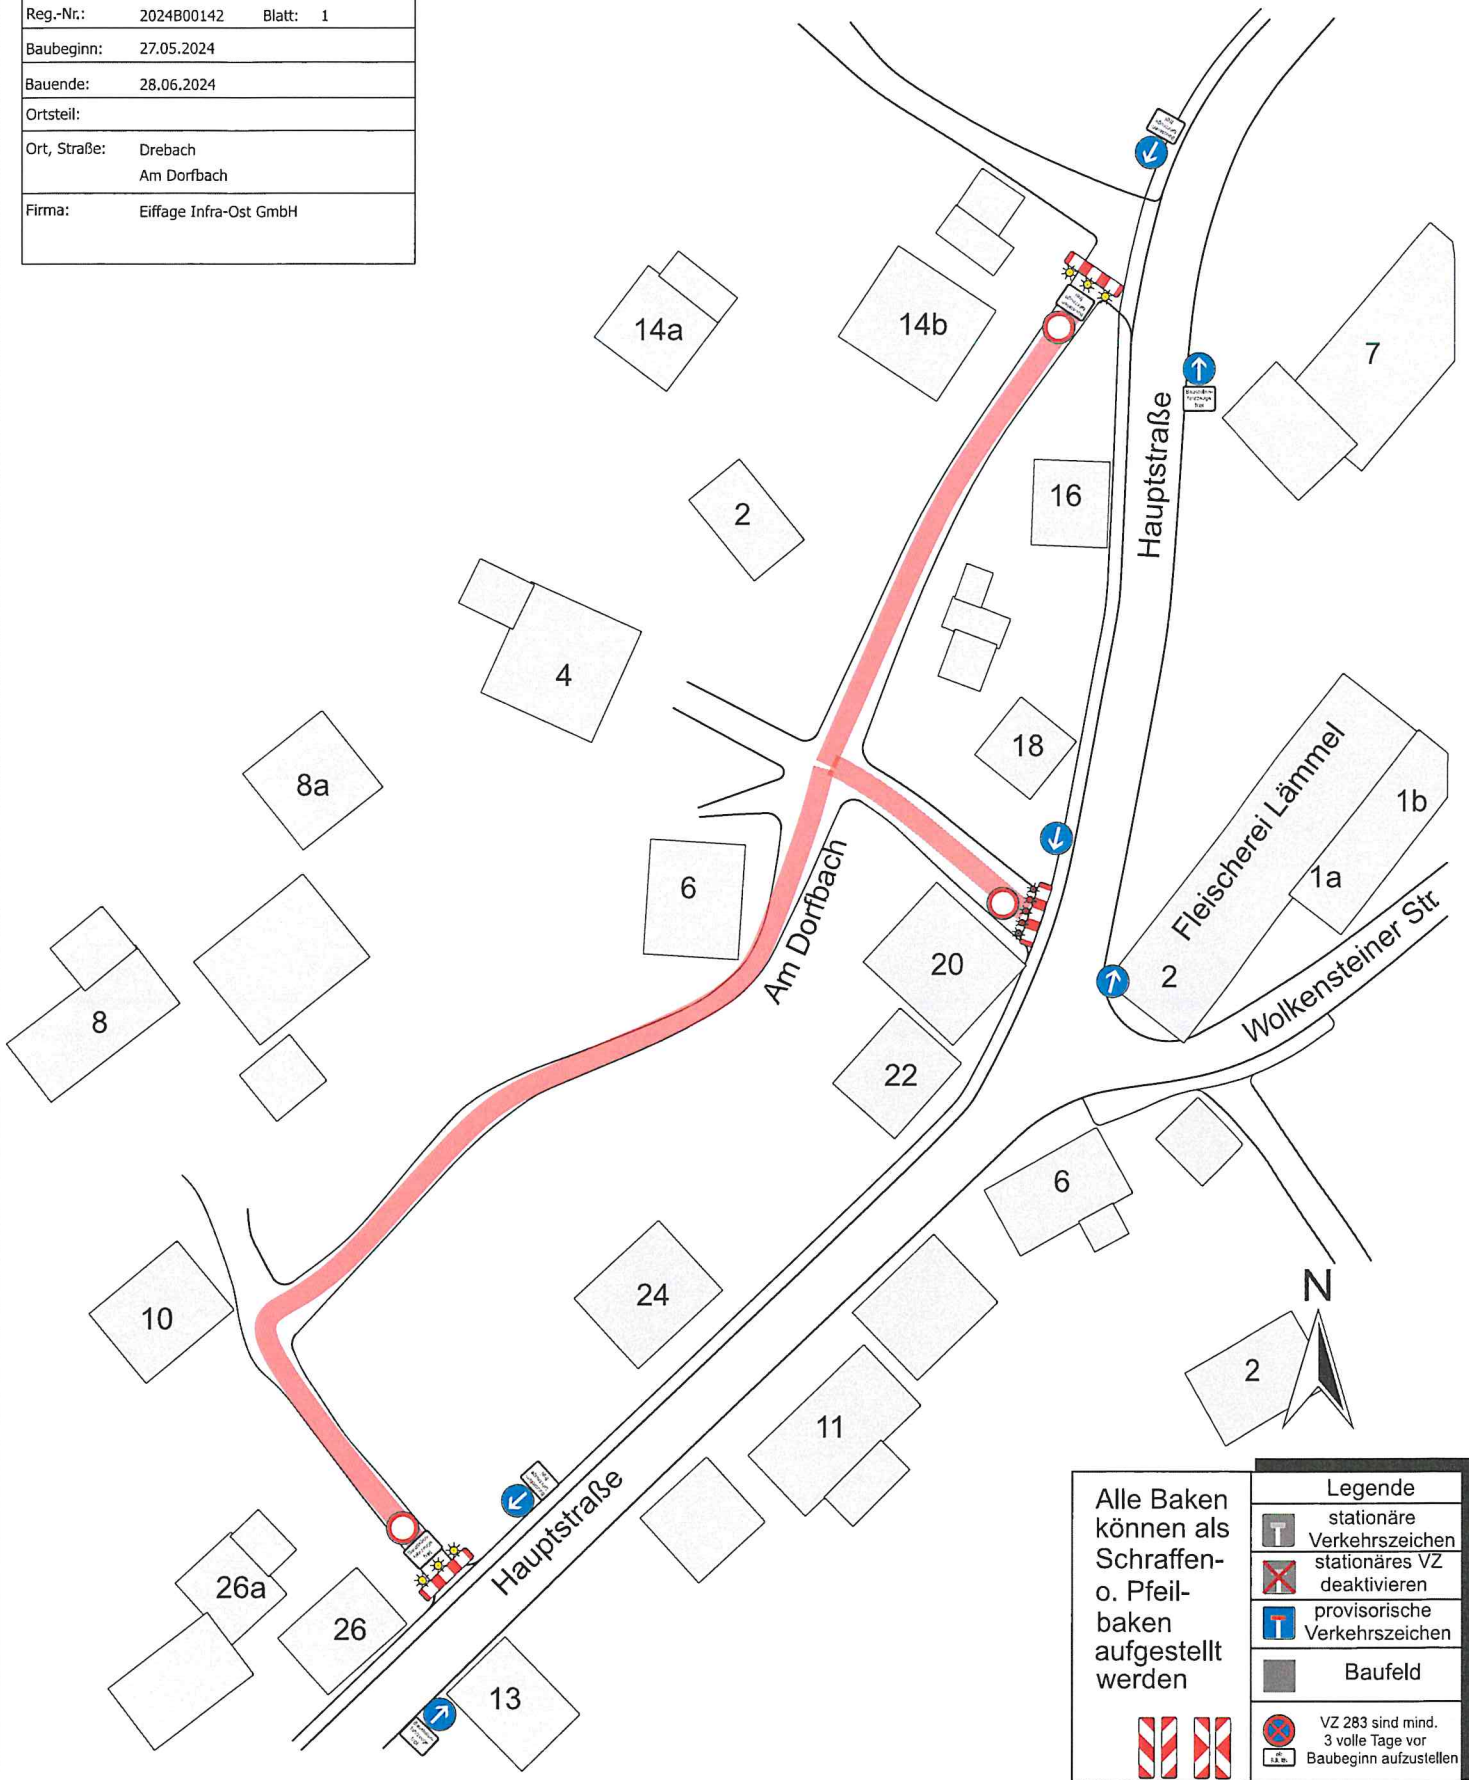 Reg.-Nr.: 2024B00142 Blatt: 1
Baubeginn: 27.05.2024
Bauende: 28.06.2024
Ortsteil:
Ort, Straße: Drebach
Am Dorfbach
Firma: Eiffage Infra-Ost GmbH
14a
14b
7
Hauptstraße
2
16
4
18
8a
Fleischerei Lämmel
1b
1a
6
Am Dorfbach
20
2
Wolkensteiner Str
8
22
6
24
10
N
2
11
Hauptstraße
26a
26
13
Alle Baken
können als
Schraffen-
o. Pfeil-
baken
aufgestellt
werden
Legende
stationäre
Verkehrszeichen
stationäres VZ
deaktivieren
provisorische
Verkehrszeichen
Baufeld
VZ 283 sind mind.
3 volle Tage vor
Baubeginn aufzustellen